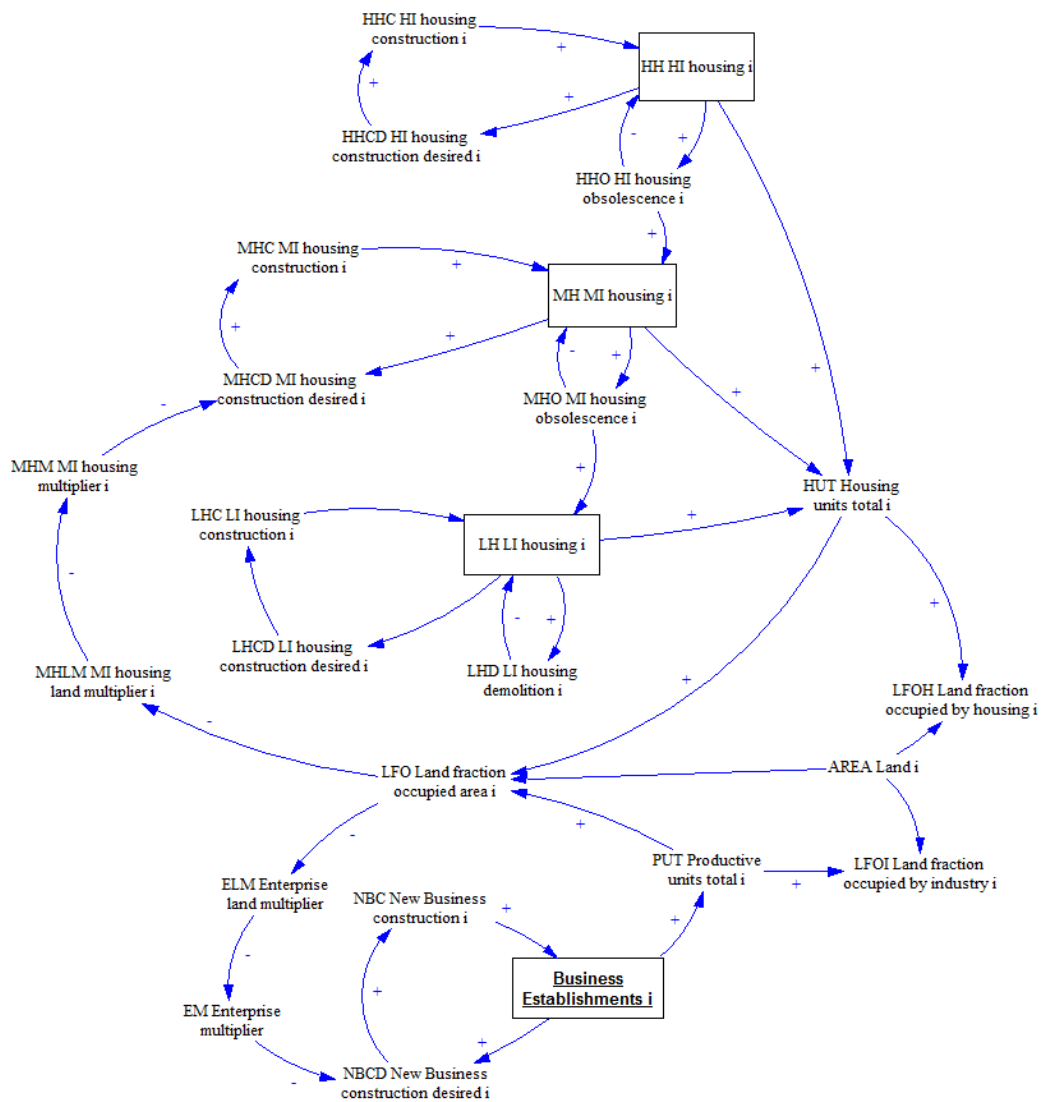 HHC HI housing
construction i
+
HH HI housing i
+
+
HHCD HI housing
construction desired i
-
+
HHO HI housing
obsolescence i
+
MHC MI housing
construction i
+
MH MI housing i
+
+
-
+
+
+
MHCD MI housing
construction desired i
-
MHO MI housing
obsolescence i
MHM MI housing
multiplier i
+
HUT Housing
units total i
LHC LI housing
construction i
+
LH LI housing i
-
-
+
+
LHCD LI housing
construction desired i
LHD LI housing
demolition i
MHLM MI housing
land multiplier i
+
LFOH Land fraction
occupied by housing i
-
LFO Land fraction
occupied area i
AREA Land i
+
-
PUT Productive
units total i
LFOI Land fraction
occupied by industry i
+
ELM Enterprise
land multiplier
NBC New Business
construction i
+
+
-
Business
Establishments i
+
EM Enterprise
multiplier
+
-
NBCD New Business
construction desired i